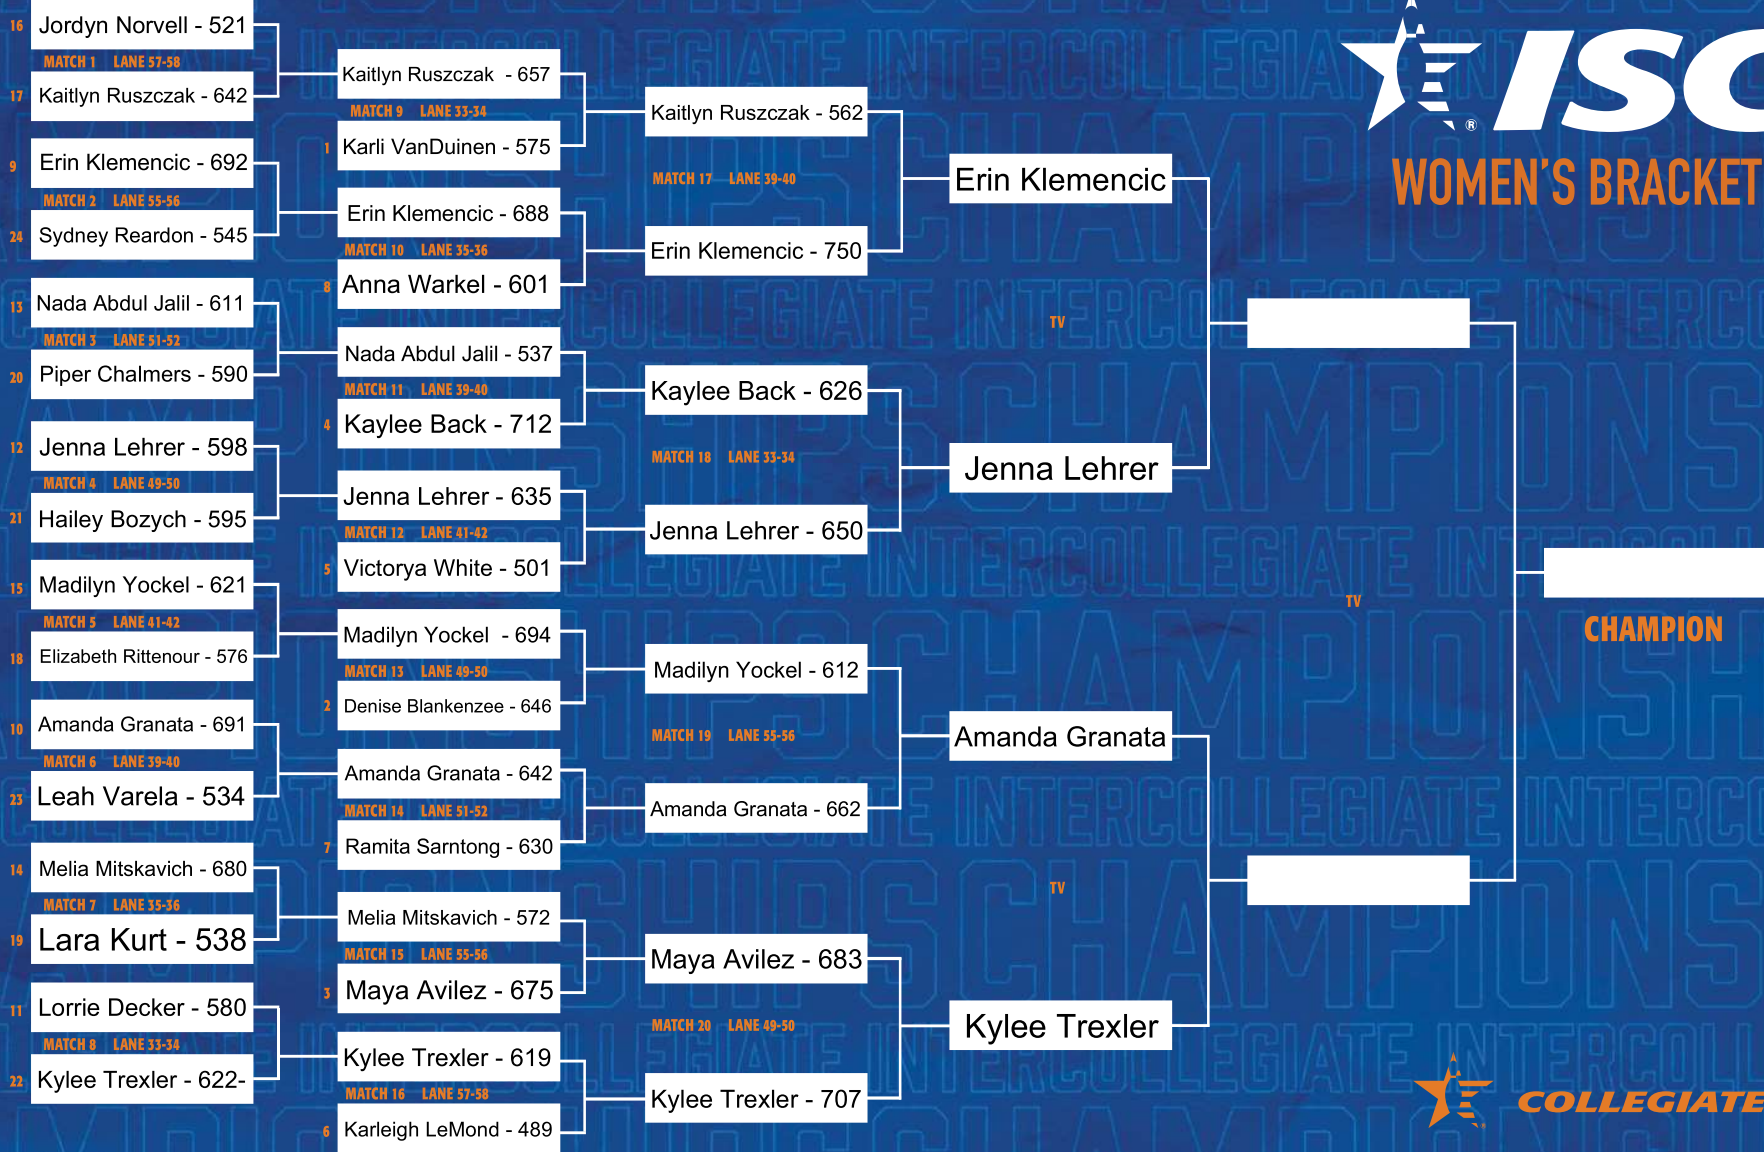 16 Jordyn Norvell - 521
MATCH 1 LANE 57-58
17 Kaitlyn Ruszczak - 642
9 Erin Klemencic - 692
MATCH 2 LANE 55-56
24 Sydney Reardon - 545
13 Nada Abdul Jalil - 611
MATCH 3 LANE 51-52
20 Piper Chalmers - 590
12 Jenna Lehrer - 598
MATCH 4 LANE 49-50
21 Hailey Bozych - 595
15 Madilyn Yockel - 621
MATCH 5 LANE 41-42
18 Elizabeth Rittenour - 576
10 Amanda Granata - 691
MATCH 6 LANE 39-40
23 Leah Varela - 534
14 Melia Mitskavich - 680
MATCH 7 LANE 35-36
19 Lara Kurt - 538
11 Lorrie Decker - 580
MATCH 8 LANE 33-34
22 Kylee Trexler - 622-
Kaitlyn Ruszczak - 657
MATCH 9 LANE 33-34
1 Karli VanDuinen - 575
Erin Klemencic - 688
MATCH 10 LANE 35-36
8 Anna Warkel - 601
Nada Abdul Jalil - 537
MATCH 11 LANE 39-40
4 Kaylee Back - 712
Jenna Lehrer - 635
MATCH 12 LANE 41-42
5 Victorya White - 501
Madilyn Yockel - 694
MATCH 13 LANE 49-50
2 Denise Blankenzee - 646
Amanda Granata - 642
MATCH 14 LANE 51-52
7 Ramita Sarntong - 630
Melia Mitskavich - 572
MATCH 15 LANE 55-56
3 Maya Avilez - 675
Kylee Trexler - 619
MATCH 16 LANE 57-58
6 Karleigh LeMond - 489
Kaitlyn Ruszczak - 562
MATCH 17 LANE 39-40
Erin Klemencic - 750
Kaylee Back - 626
MATCH 18 LANE 33-34
Jenna Lehrer - 650
Madilyn Yockel - 612
MATCH 19 LANE 55-56
Amanda Granata - 662
Maya Avilez - 683
MATCH 20 LANE 49-50
Kylee Trexler - 707
Erin Klemencic
TV
Jenna Lehrer
Amanda Granata
TV
Kylee Trexler
TV
CHAMPION
® ISC
WOMEN'S BRACKET
COLLEGIATE
INTERCOLLEGIATE
CHAMPIONSHIPS